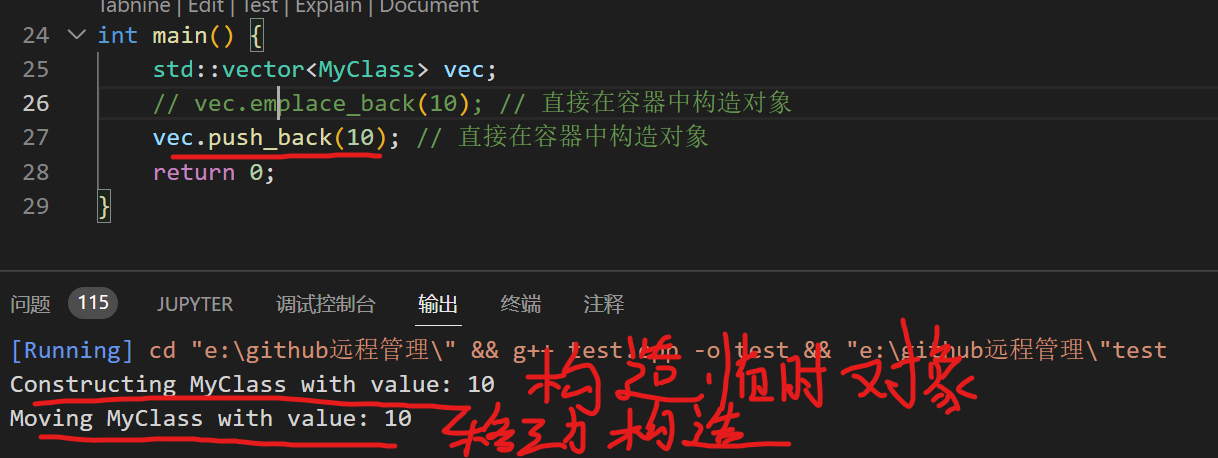 Tabnine | Edit | Test | Explain | Document
24 int main() {
25 std::vector<MyClass> vec;
26 // vec.emplace_back(10); // 直接在容器中构造对象
27 vec.push_back(10); // 直接在容器中构造对象
28 return 0;
29 }
问题 115 JUPYTER 调试控制台 输出 终端 注释
[Running] cd "e:\github远程管理\" && g++ test.cpp -o test && "e:\github远程管理\"test
Constructing MyClass with value: 10 构造临时对象
Moving MyClass with value: 10 移动构造